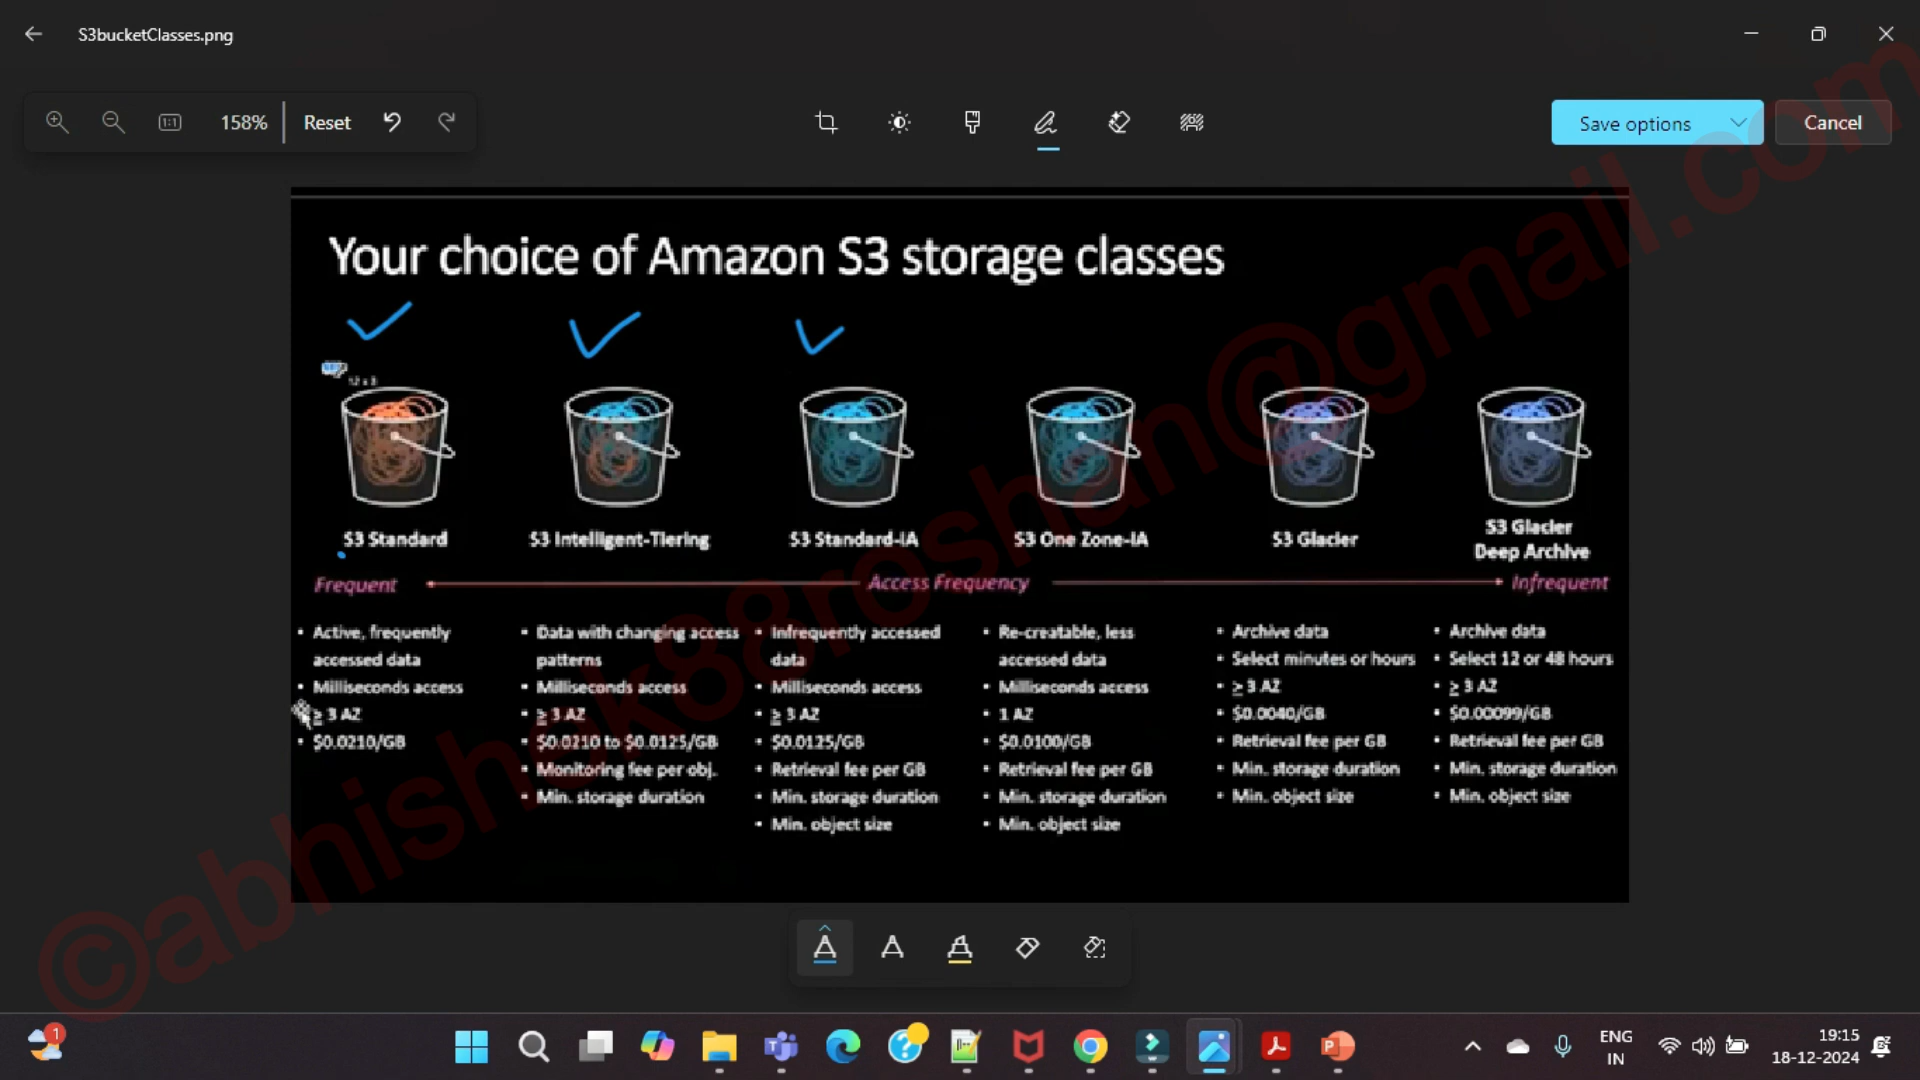 S3bucketClasses.png
158%
Reset
Save options
Cancel
Your choice of Amazon S3 storage classes
12 x 3
S3 Standard
S3 Intelligent-Tiering
S3 Standard-IA
S3 One Zone-IA
S3 Glacier
S3 Glacier
Deep Archive
Frequent
Access Frequency
Infrequent
• Active, frequently
accessed data
• Milliseconds access
≥ 3 AZ
• $0.0210/GB
• Data with changing access
patterns
• Milliseconds access
• ≥ 3 AZ
• $0.0210 to $0.0125/GB
• Monitoring fee per obj.
• Min. storage duration
• Infrequently accessed
data
• Milliseconds access
• ≥ 3 AZ
• $0.0125/GB
• Retrieval fee per GB
• Min. storage duration
• Min. object size
• Re-creatable, less
accessed data
• Milliseconds access
• 1 AZ
• $0.0100/GB
• Retrieval fee per GB
• Min. storage duration
• Min. object size
• Archive data
• Select minutes or hours
• ≥ 3 AZ
• $0.0040/GB
• Retrieval fee per GB
• Min. storage duration
• Min. object size
• Archive data
• Select 12 or 48 hours
• ≥ 3 AZ
• $0.00099/GB
• Retrieval fee per GB
• Min. storage duration
• Min. object size
©abhishek88roshan@gmail.com
1
ENG
IN
19:15
18-12-2024